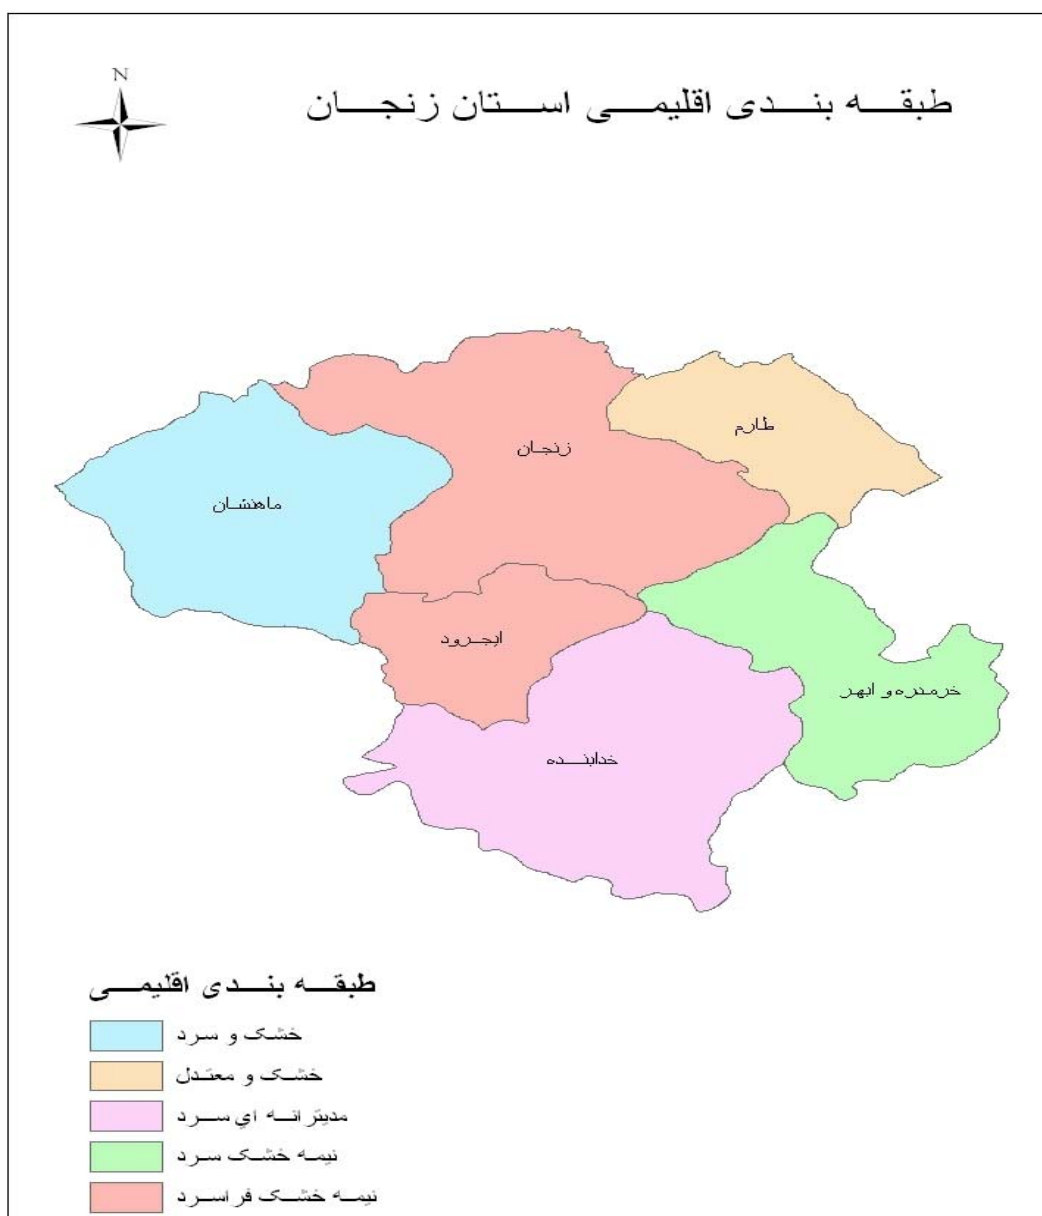 N
طبقه بندی اقلیمی استان زنجان
طارم
زنجان
ماهنشان
ایجرود
خرمدره و ابهر
خدابنده
طبقه بندی اقلیمی
خشک و سرد
خشک و معتدل
مدیترانه اي سرد
نیمه خشک سرد
نیمه خشک فراسرد